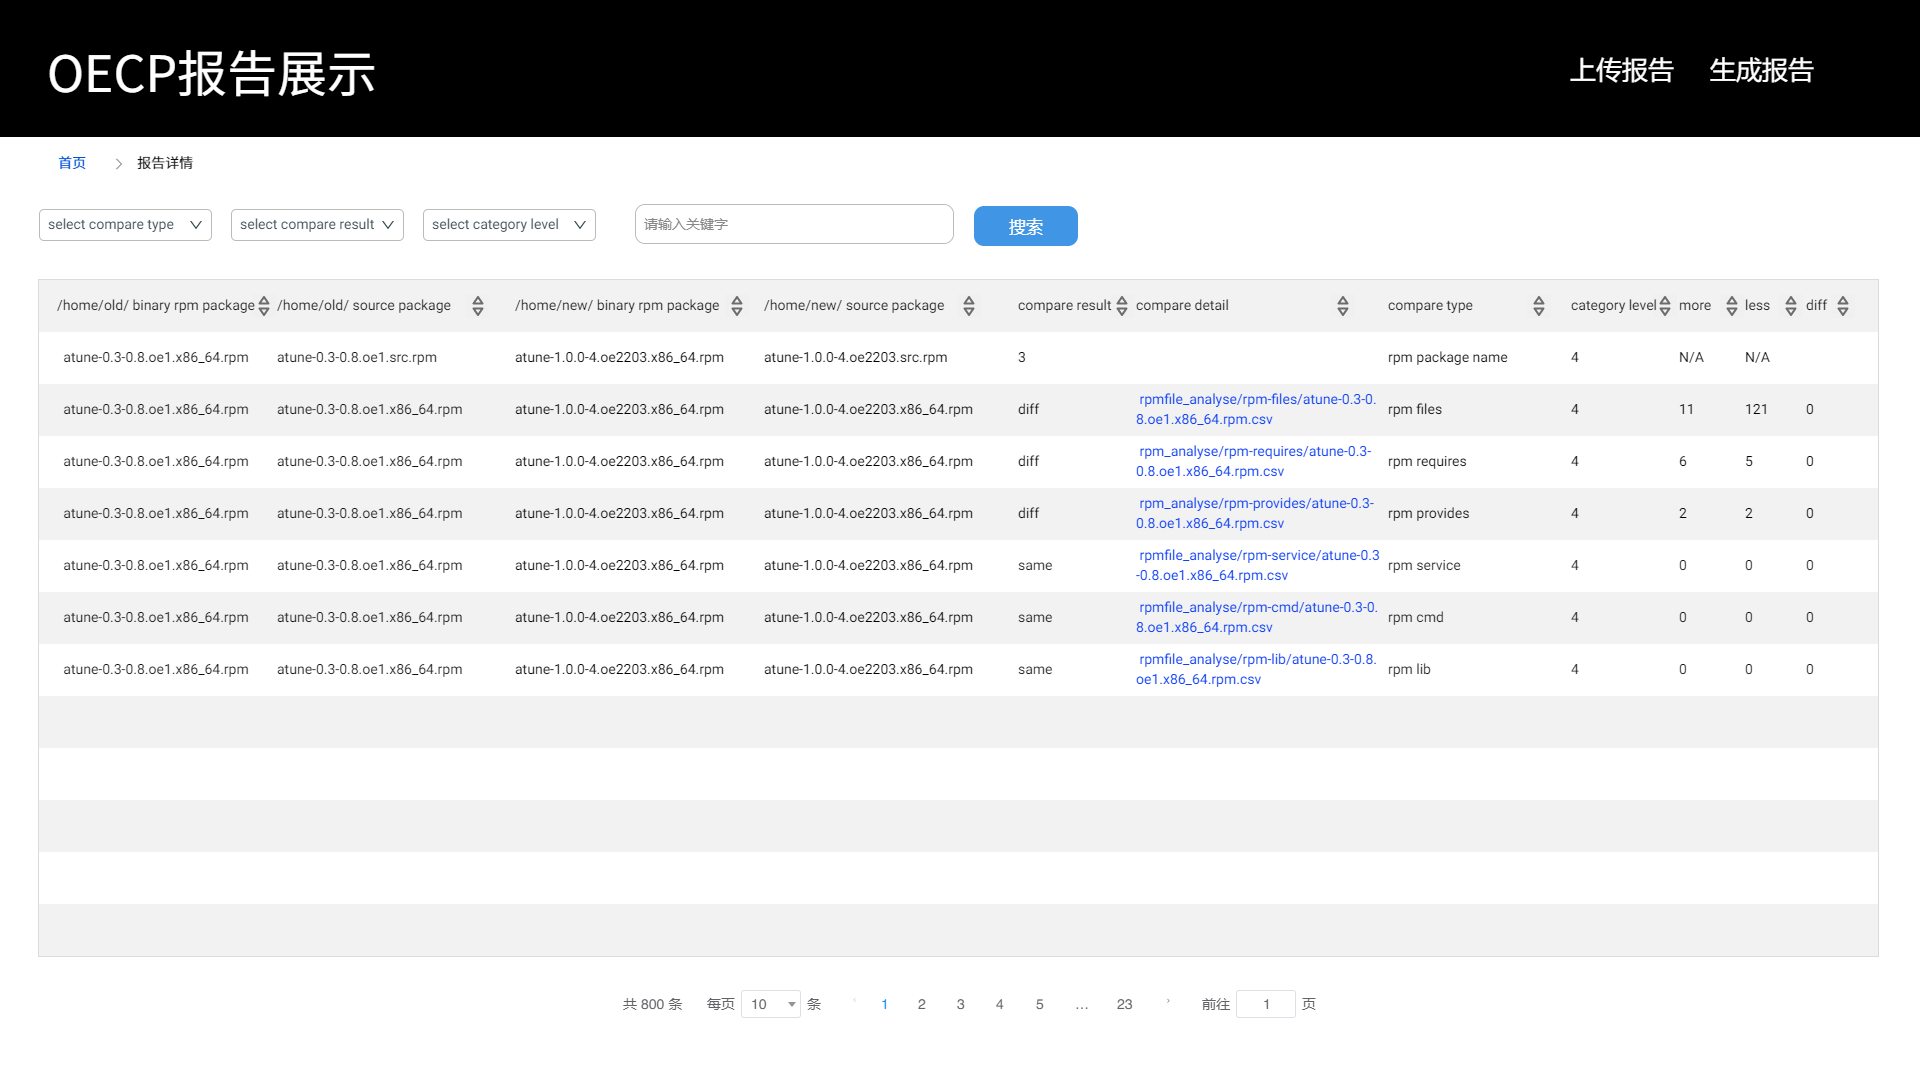 OECP报告展示
上传报告 生成报告
首页 > 报告详情
select compare type select compare result select category level 请输入关键字 搜索
/home/old/ binary rpm package /home/old/ source package /home/new/ binary rpm package /home/new/ source package compare result compare detail compare type category level more less diff
atune-0.3-0.8.oe1.x86_64.rpm atune-0.3-0.8.oe1.src.rpm atune-1.0.0-4.oe2203.x86_64.rpm atune-1.0.0-4.oe2203.src.rpm 3 rpm package name 4 N/A N/A
atune-0.3-0.8.oe1.x86_64.rpm atune-0.3-0.8.oe1.x86_64.rpm atune-1.0.0-4.oe2203.x86_64.rpm atune-1.0.0-4.oe2203.x86_64.rpm diff rpmfile_analyse/rpm-files/atune-0.3-0. rpm files 4 11 121 0
8.oe1.x86_64.rpm.csv
atune-0.3-0.8.oe1.x86_64.rpm atune-0.3-0.8.oe1.x86_64.rpm atune-1.0.0-4.oe2203.x86_64.rpm atune-1.0.0-4.oe2203.x86_64.rpm diff rpm_analyse/rpm-requires/atune-0.3- rpm requires 4 6 5 0
0.8.oe1.x86_64.rpm.csv
atune-0.3-0.8.oe1.x86_64.rpm atune-0.3-0.8.oe1.x86_64.rpm atune-1.0.0-4.oe2203.x86_64.rpm atune-1.0.0-4.oe2203.x86_64.rpm diff rpm_analyse/rpm-provides/atune-0.3- rpm provides 4 2 2 0
0.8.oe1.x86_64.rpm.csv
atune-0.3-0.8.oe1.x86_64.rpm atune-0.3-0.8.oe1.x86_64.rpm atune-1.0.0-4.oe2203.x86_64.rpm atune-1.0.0-4.oe2203.x86_64.rpm same rpmfile_analyse/rpm-service/atune-0.3 rpm service 4 0 0 0
-0.8.oe1.x86_64.rpm.csv
atune-0.3-0.8.oe1.x86_64.rpm atune-0.3-0.8.oe1.x86_64.rpm atune-1.0.0-4.oe2203.x86_64.rpm atune-1.0.0-4.oe2203.x86_64.rpm same rpmfile_analyse/rpm-cmd/atune-0.3-0. rpm cmd 4 0 0 0
8.oe1.x86_64.rpm.csv
atune-0.3-0.8.oe1.x86_64.rpm atune-0.3-0.8.oe1.x86_64.rpm atune-1.0.0-4.oe2203.x86_64.rpm atune-1.0.0-4.oe2203.x86_64.rpm same rpmfile_analyse/rpm-lib/atune-0.3-0.8. rpm lib 4 0 0 0
oe1.x86_64.rpm.csv
共 800 条 每页 10 条 1 2 3 4 5 … 23 前往 1 页